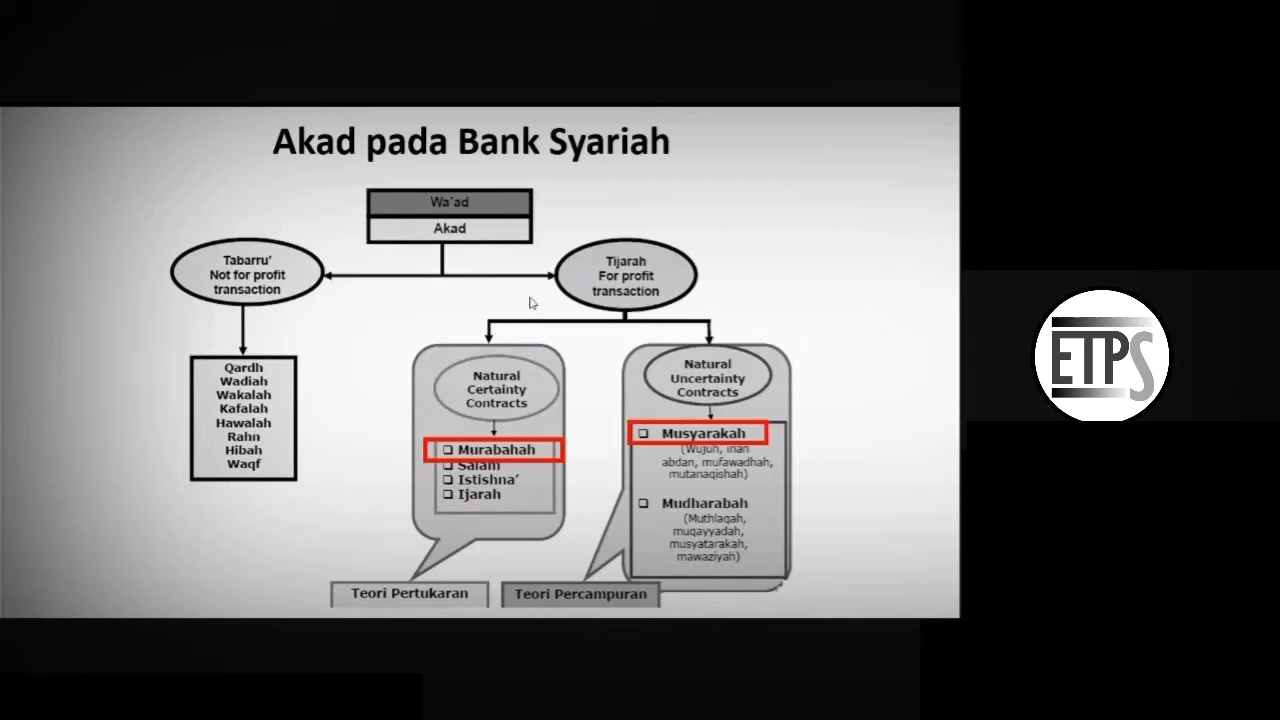 Akad pada Bank Syariah
Wa'ad
Akad
Tabarru'
Not for profit
transaction
Tijarah
For profit
transaction
Qardh
Wadiah
Wakalah
Kafalah
Hawalah
Rahn
Hibah
Waqf
Natural
Certainty
Contracts
Murabahah
Salam
Istishna'
Ijarah
Natural
Uncertainty
Contracts
Musyarakah
(Wujuh, inan
abdan, mufawadhah,
mutanaqishah)
Mudharabah
(Muthlaqah,
muqayyadah,
musyatarakah,
mawaziyah)
Teori Pertukaran
Teori Percampuran
ETPS